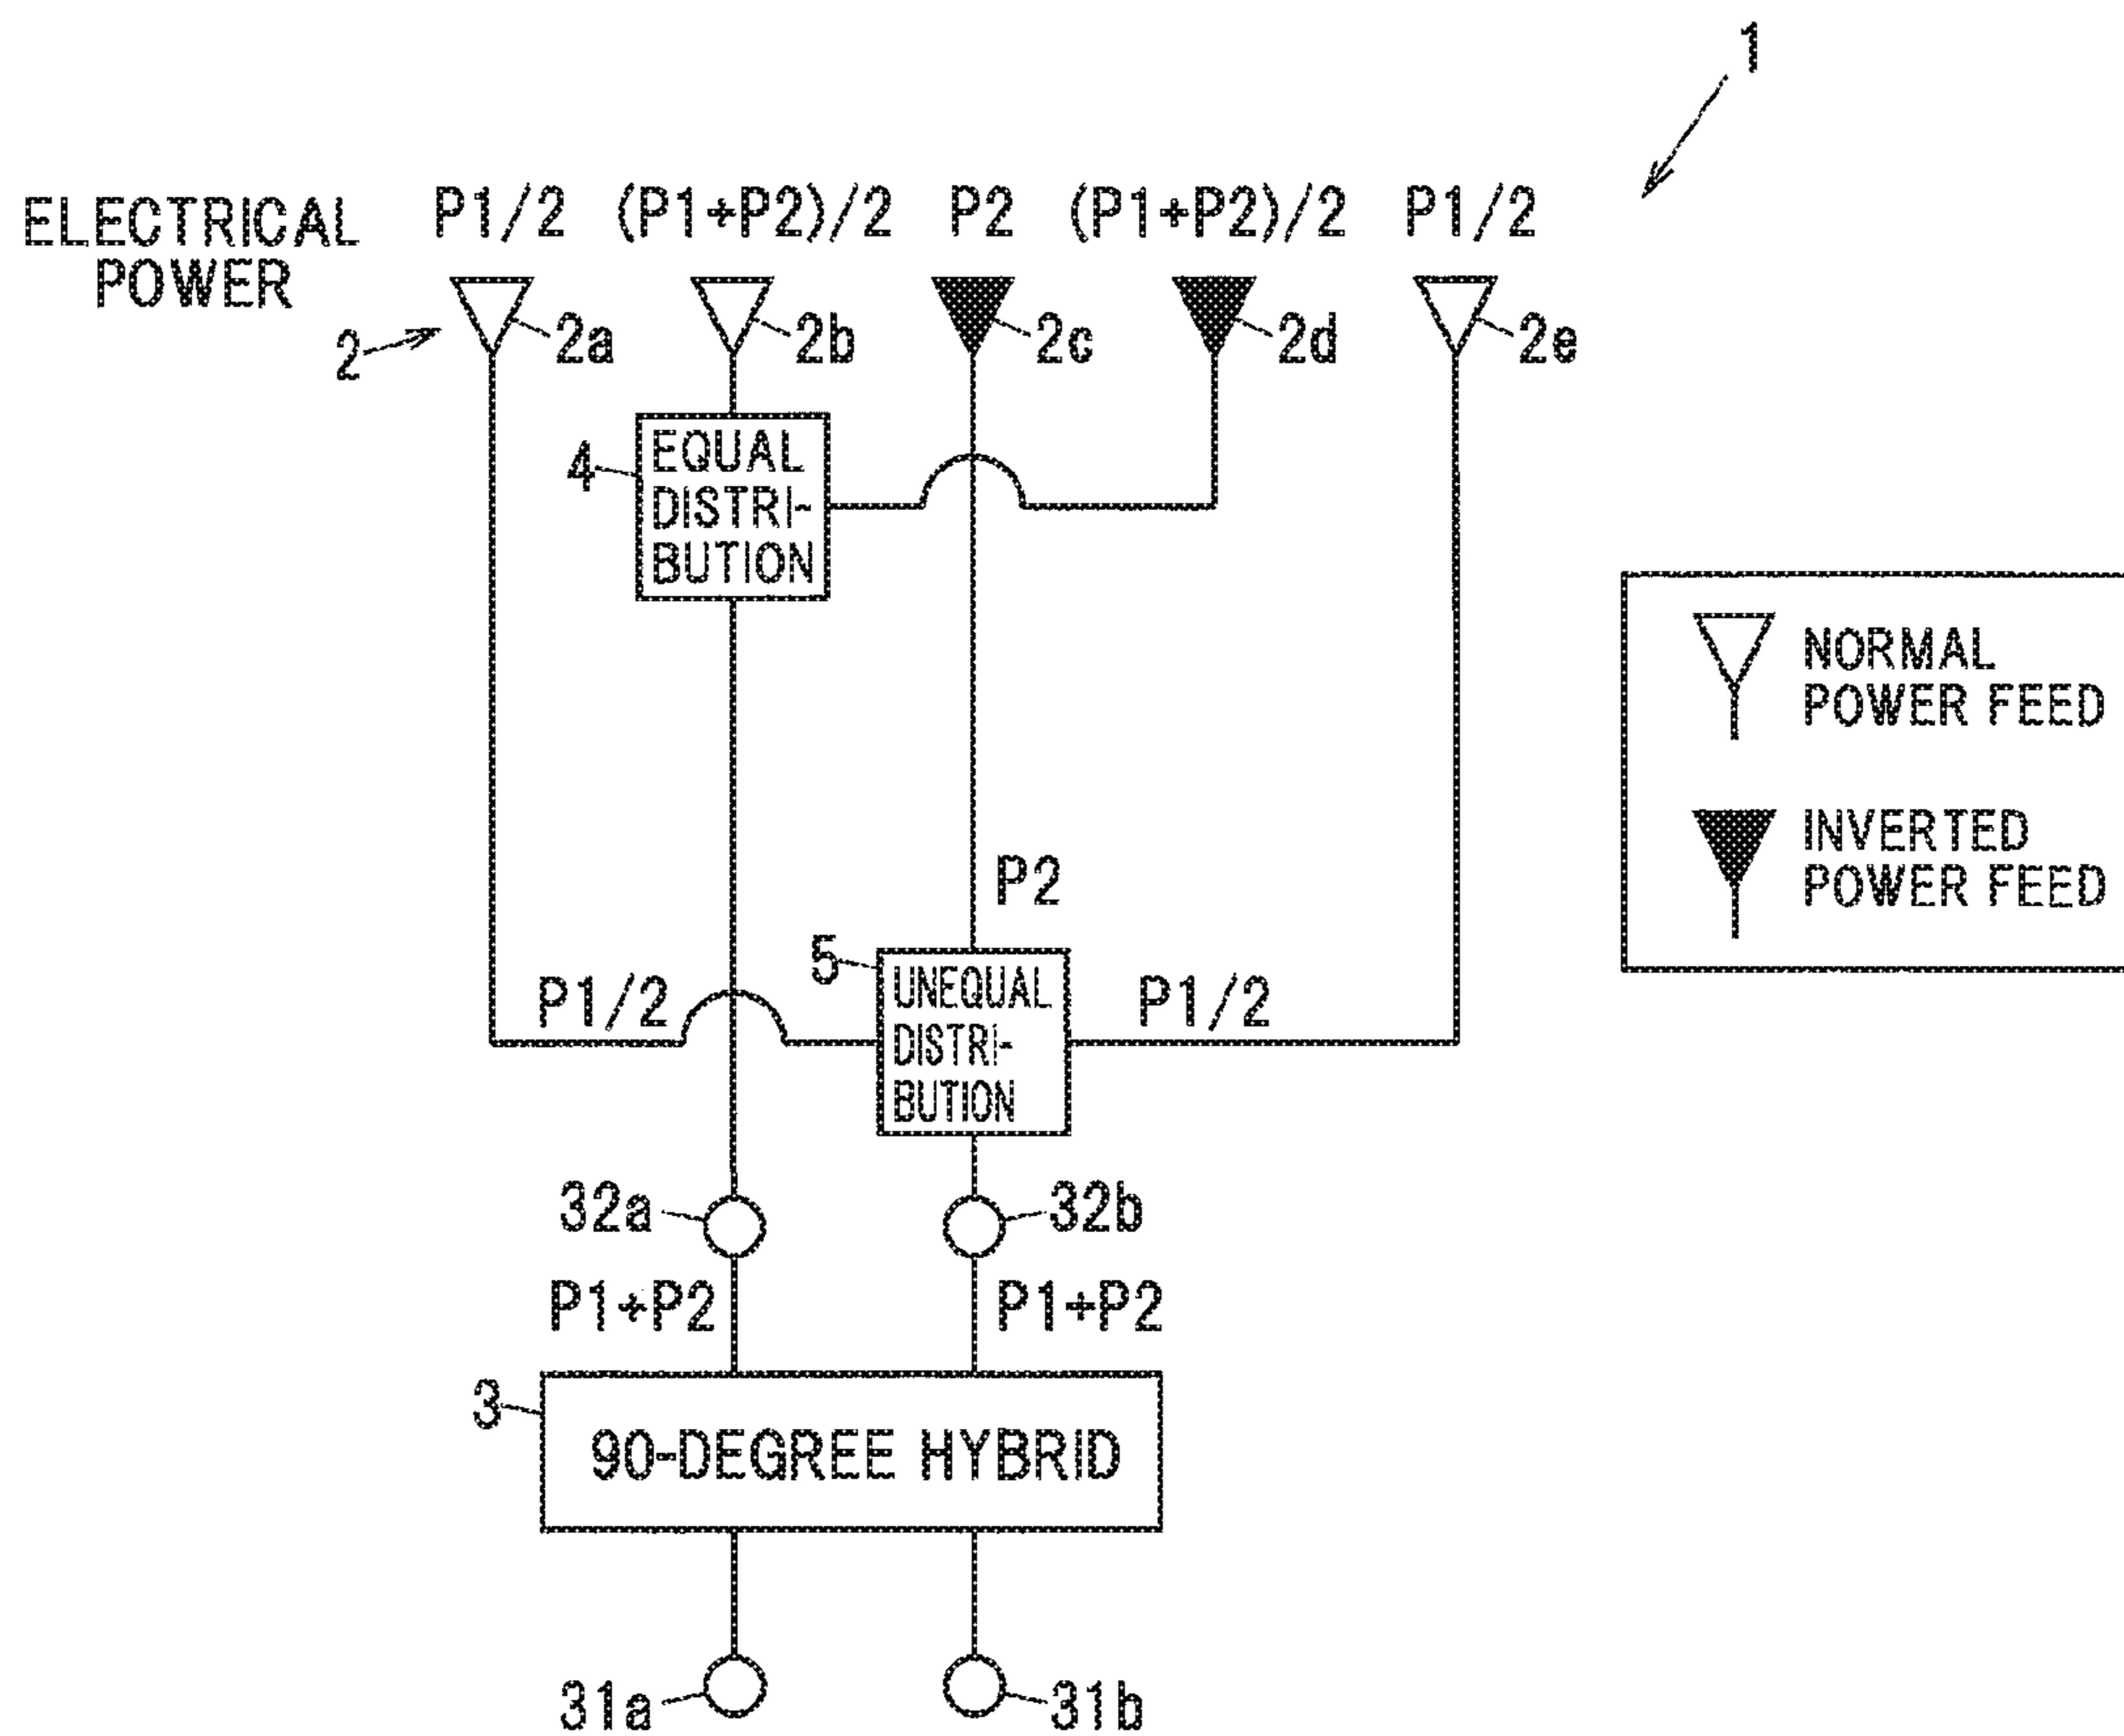 1
ELECTRICAL
POWER
P1/2 (P1+P2)/2 P2 (P1+P2)/2 P1/2
2 2a 2b 2c 2d 2e
4
EQUAL
DISTRI-
BUTION
NORMAL
POWER FEED
INVERTED
POWER FEED
P2
5
P1/2
UNEQUAL
DISTRI-
BUTION
P1/2
32a 32b
P1+P2 P1+P2
3
90-DEGREE HYBRID
31a 31b